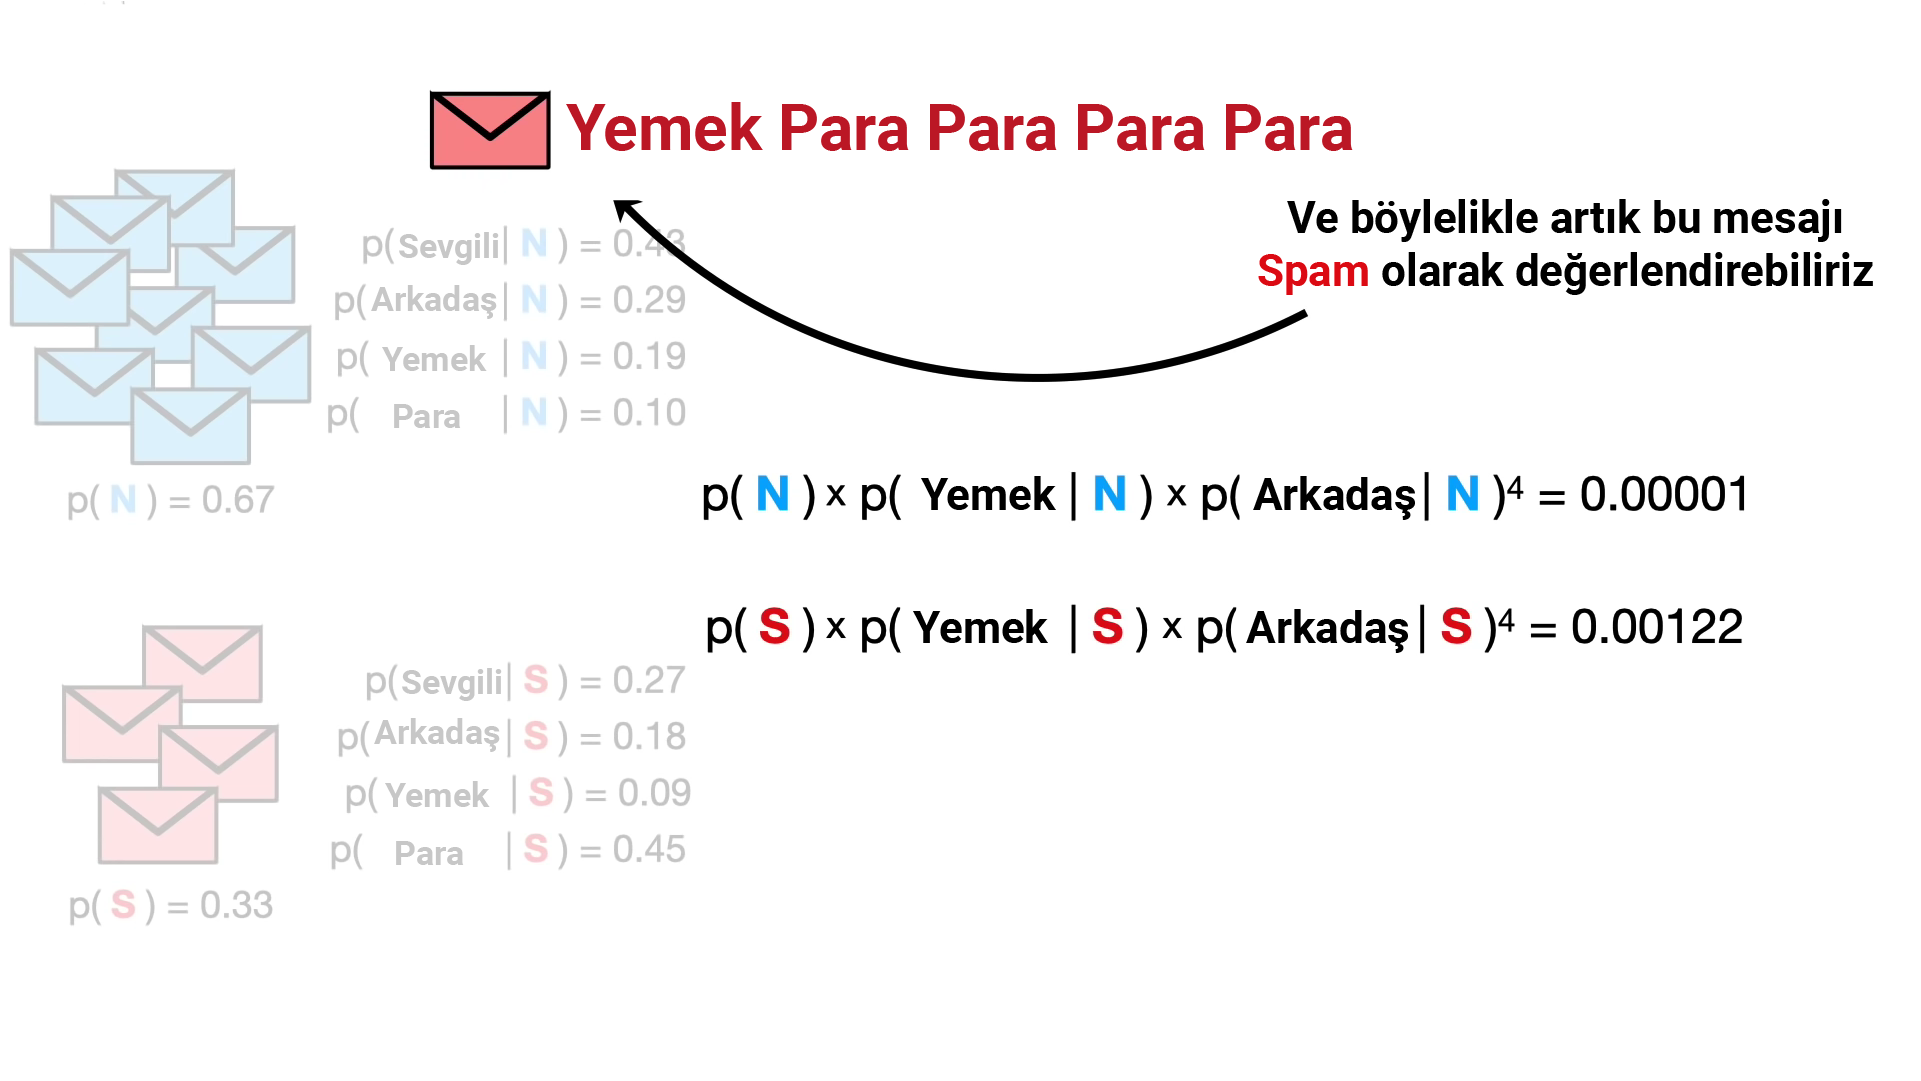 Yemek Para Para Para Para
Ve böylelikle artık bu mesajı
Spam olarak değerlendirebiliriz
p(Sevgili| N ) = 0.43
p(Arkadaş| N ) = 0.29
p( Yemek | N ) = 0.19
p( Para | N ) = 0.10
p( N ) = 0.67
p( N ) x p( Yemek | N ) x p( Arkadaş| N )⁴ = 0.00001
p( S ) x p( Yemek | S ) x p( Arkadaş| S )⁴ = 0.00122
p(Sevgili| S ) = 0.27
p(Arkadaş| S ) = 0.18
p( Yemek | S ) = 0.09
p( Para | S ) = 0.45
p( S ) = 0.33